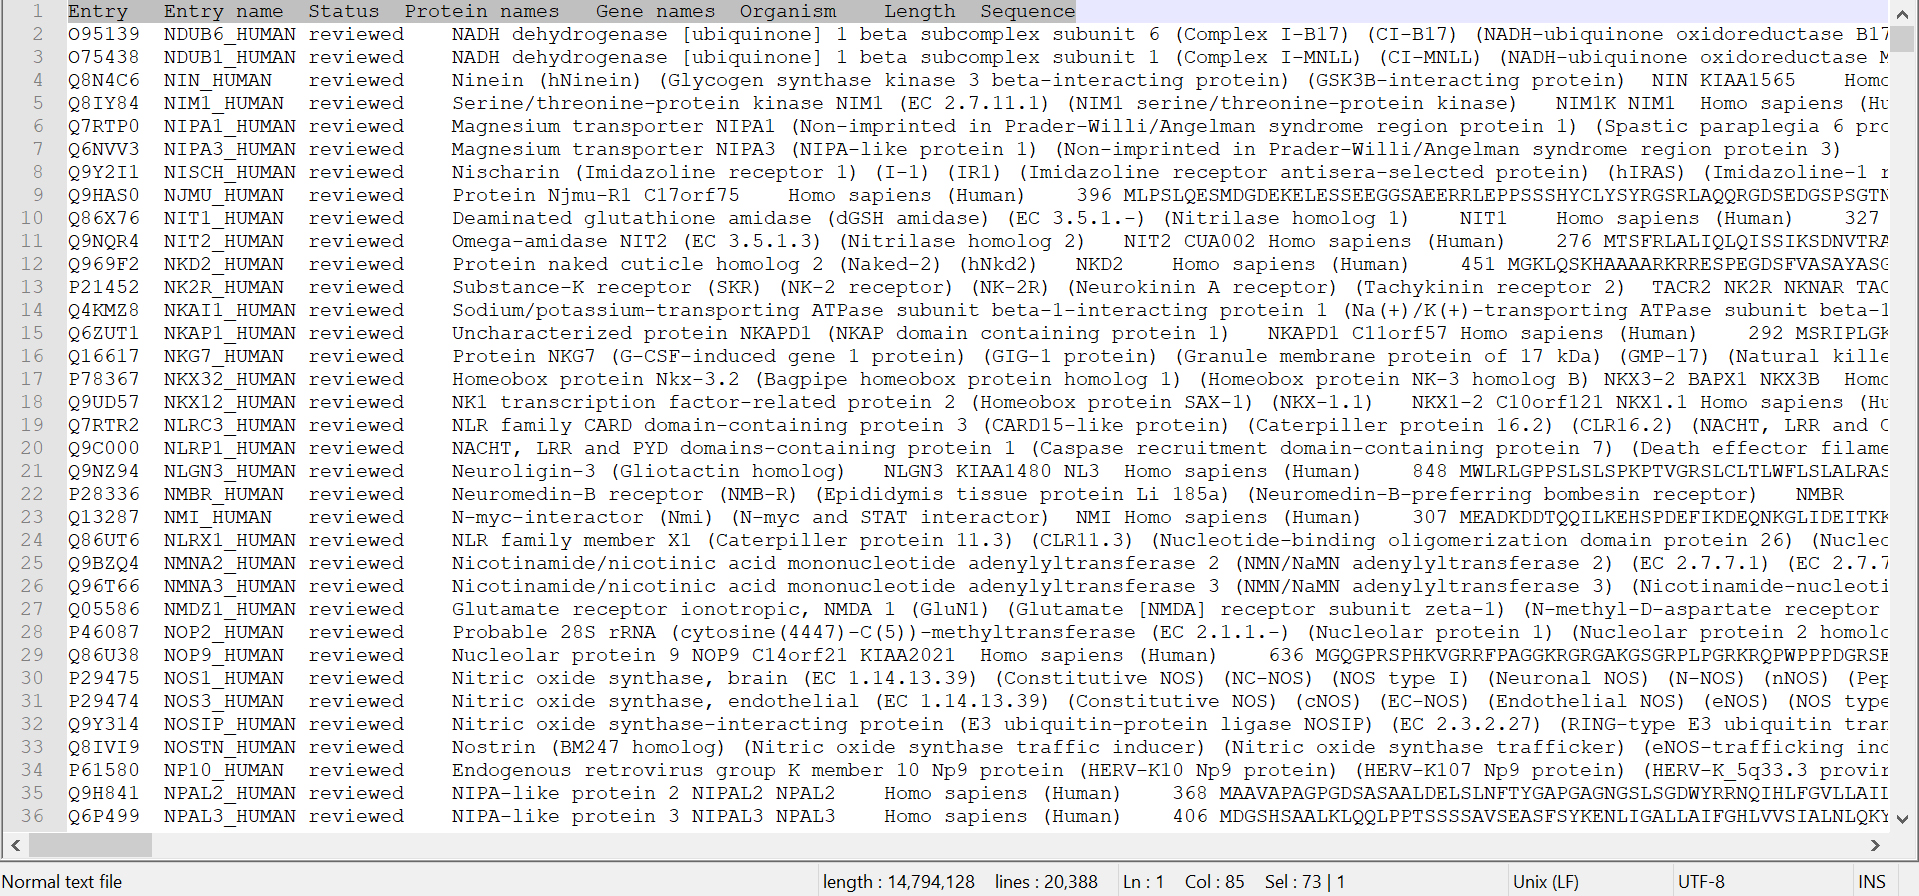 1 Entry Entry name Status Protein names Gene names Organism Length Sequence
2 O95139 NDUB6_HUMAN reviewed NADH dehydrogenase [ubiquinone] 1 beta subcomplex subunit 6 (Complex I-B17) (CI-B17) (NADH-ubiquinone oxidoreductase B17
3 O75438 NDUB1_HUMAN reviewed NADH dehydrogenase [ubiquinone] 1 beta subcomplex subunit 1 (Complex I-MNLL) (CI-MNLL) (NADH-ubiquinone oxidoreductase M
4 Q8N4C6 NIN_HUMAN reviewed Ninein (hNinein) (Glycogen synthase kinase 3 beta-interacting protein) (GSK3B-interacting protein) NIN KIAA1565 Homo
5 Q8IY84 NIM1_HUMAN reviewed Serine/threonine-protein kinase NIM1 (EC 2.7.11.1) (NIM1 serine/threonine-protein kinase) NIM1K NIM1 Homo sapiens (Hu
6 Q7RTP0 NIPA1_HUMAN reviewed Magnesium transporter NIPA1 (Non-imprinted in Prader-Willi/Angelman syndrome region protein 1) (Spastic paraplegia 6 pro
7 Q6NVV3 NIPA3_HUMAN reviewed Magnesium transporter NIPA3 (NIPA-like protein 1) (Non-imprinted in Prader-Willi/Angelman syndrome region protein 3)
8 Q9Y2I1 NISCH_HUMAN reviewed Nischarin (Imidazoline receptor 1) (I-1) (IR1) (Imidazoline receptor antisera-selected protein) (hIRAS) (Imidazoline-1 r
9 Q9HAS0 NJMU_HUMAN reviewed Protein Njmu-R1 C17orf75 Homo sapiens (Human) 396 MLPSLQESMDGDEKELESSEEGGSAEERRLEPPSSSHYCLYSYRGSRLAQQRGDSEDGSPSGTN
10 Q86X76 NIT1_HUMAN reviewed Deaminated glutathione amidase (dGSH amidase) (EC 3.5.1.-) (Nitrilase homolog 1) NIT1 Homo sapiens (Human) 327
11 Q9NQR4 NIT2_HUMAN reviewed Omega-amidase NIT2 (EC 3.5.1.3) (Nitrilase homolog 2) NIT2 CUA002 Homo sapiens (Human) 276 MTSFRLALIQLQISSIKSDNVTRA
12 Q969F2 NKD2_HUMAN reviewed Protein naked cuticle homolog 2 (Naked-2) (hNkd2) NKD2 Homo sapiens (Human) 451 MGKLQSKHAAAARKRRESPEGDSFVASAYASG
13 P21452 NK2R_HUMAN reviewed Substance-K receptor (SKR) (NK-2 receptor) (NK-2R) (Neurokinin A receptor) (Tachykinin receptor 2) TACR2 NK2R NKNAR TAC
14 Q4KMZ8 NKAI1_HUMAN reviewed Sodium/potassium-transporting ATPase subunit beta-1-interacting protein 1 (Na(+)/K(+)-transporting ATPase subunit beta-1
15 Q6ZUT1 NKAP1_HUMAN reviewed Uncharacterized protein NKAPD1 (NKAP domain containing protein 1) NKAPD1 C11orf57 Homo sapiens (Human) 292 MSRIPLGK
16 Q16617 NKG7_HUMAN reviewed Protein NKG7 (G-CSF-induced gene 1 protein) (GIG-1 protein) (Granule membrane protein of 17 kDa) (GMP-17) (Natural kille
17 P78367 NKX32_HUMAN reviewed Homeobox protein Nkx-3.2 (Bagpipe homeobox protein homolog 1) (Homeobox protein NK-3 homolog B) NKX3-2 BAPX1 NKX3B Homo
18 Q9UD57 NKX12_HUMAN reviewed NK1 transcription factor-related protein 2 (Homeobox protein SAX-1) (NKX-1.1) NKX1-2 C10orf121 NKX1.1 Homo sapiens (Hu
19 Q7RTR2 NLRC3_HUMAN reviewed NLR family CARD domain-containing protein 3 (CARD15-like protein) (Caterpiller protein 16.2) (CLR16.2) (NACHT, LRR and C
20 Q9C000 NLRP1_HUMAN reviewed NACHT, LRR and PYD domains-containing protein 1 (Caspase recruitment domain-containing protein 7) (Death effector filame
21 Q9NZ94 NLGN3_HUMAN reviewed Neuroligin-3 (Gliotactin homolog) NLGN3 KIAA1480 NL3 Homo sapiens (Human) 848 MWLRLGPPSLSLSPKPTVGRSLCLTLWFLSLALRAS
22 P28336 NMBR_HUMAN reviewed Neuromedin-B receptor (NMB-R) (Epididymis tissue protein Li 185a) (Neuromedin-B-preferring bombesin receptor) NMBR
23 Q13287 NMI_HUMAN reviewed N-myc-interactor (Nmi) (N-myc and STAT interactor) NMI Homo sapiens (Human) 307 MEADKDDTQQILKEHSPDEFIKDEQNKGLIDEITKK
24 Q86UT6 NLRX1_HUMAN reviewed NLR family member X1 (Caterpiller protein 11.3) (CLR11.3) (Nucleotide-binding oligomerization domain protein 26) (Nucleo
25 Q9BZQ4 NMNA2_HUMAN reviewed Nicotinamide/nicotinic acid mononucleotide adenylyltransferase 2 (NMN/NaMN adenylyltransferase 2) (EC 2.7.7.1) (EC 2.7.7
26 Q96T66 NMNA3_HUMAN reviewed Nicotinamide/nicotinic acid mononucleotide adenylyltransferase 3 (NMN/NaMN adenylyltransferase 3) (Nicotinamide-nucleoti
27 Q05586 NMDZ1_HUMAN reviewed Glutamate receptor ionotropic, NMDA 1 (GluN1) (Glutamate [NMDA] receptor subunit zeta-1) (N-methyl-D-aspartate receptor
28 P46087 NOP2_HUMAN reviewed Probable 28S rRNA (cytosine(4447)-C(5))-methyltransferase (EC 2.1.1.-) (Nucleolar protein 1) (Nucleolar protein 2 homolo
29 Q86U38 NOP9_HUMAN reviewed Nucleolar protein 9 NOP9 C14orf21 KIAA2021 Homo sapiens (Human) 636 MGQGPRSPHKVGRRFPAGGKRGRGAKGSGRPLPGRKRQPWPPPDGRSE
30 P29475 NOS1_HUMAN reviewed Nitric oxide synthase, brain (EC 1.14.13.39) (Constitutive NOS) (NC-NOS) (NOS type I) (Neuronal NOS) (N-NOS) (nNOS) (Pep
31 P29474 NOS3_HUMAN reviewed Nitric oxide synthase, endothelial (EC 1.14.13.39) (Constitutive NOS) (cNOS) (EC-NOS) (Endothelial NOS) (eNOS) (NOS type
32 Q9Y314 NOSIP_HUMAN reviewed Nitric oxide synthase-interacting protein (E3 ubiquitin-protein ligase NOSIP) (EC 2.3.2.27) (RING-type E3 ubiquitin tran
33 Q8IVI9 NOSTN_HUMAN reviewed Nostrin (BM247 homolog) (Nitric oxide synthase traffic inducer) (Nitric oxide synthase trafficker) (eNOS-trafficking ind
34 P61580 NP10_HUMAN reviewed Endogenous retrovirus group K member 10 Np9 protein (HERV-K10 Np9 protein) (HERV-K107 Np9 protein) (HERV-K_5q33.3 provir
35 Q9H841 NPAL2_HUMAN reviewed NIPA-like protein 2 NIPAL2 NPAL2 Homo sapiens (Human) 368 MAAVAPAGPGDSASAALDELSLNFTYGAPGAGNGSLSGDWYRRNQIHLFGVLLAIL
36 Q6P499 NPAL3_HUMAN reviewed NIPA-like protein 3 NIPAL3 NPAL3 Homo sapiens (Human) 406 MDGSHSAALKLQQLPPTSSSSAVSEASFSYKENLIGALLAIFGHLVVSIALNLQKY
Normal text file length : 14,794,128 lines : 20,388 Ln : 1 Col : 85 Sel : 73 | 1 Unix (LF) UTF-8 INS